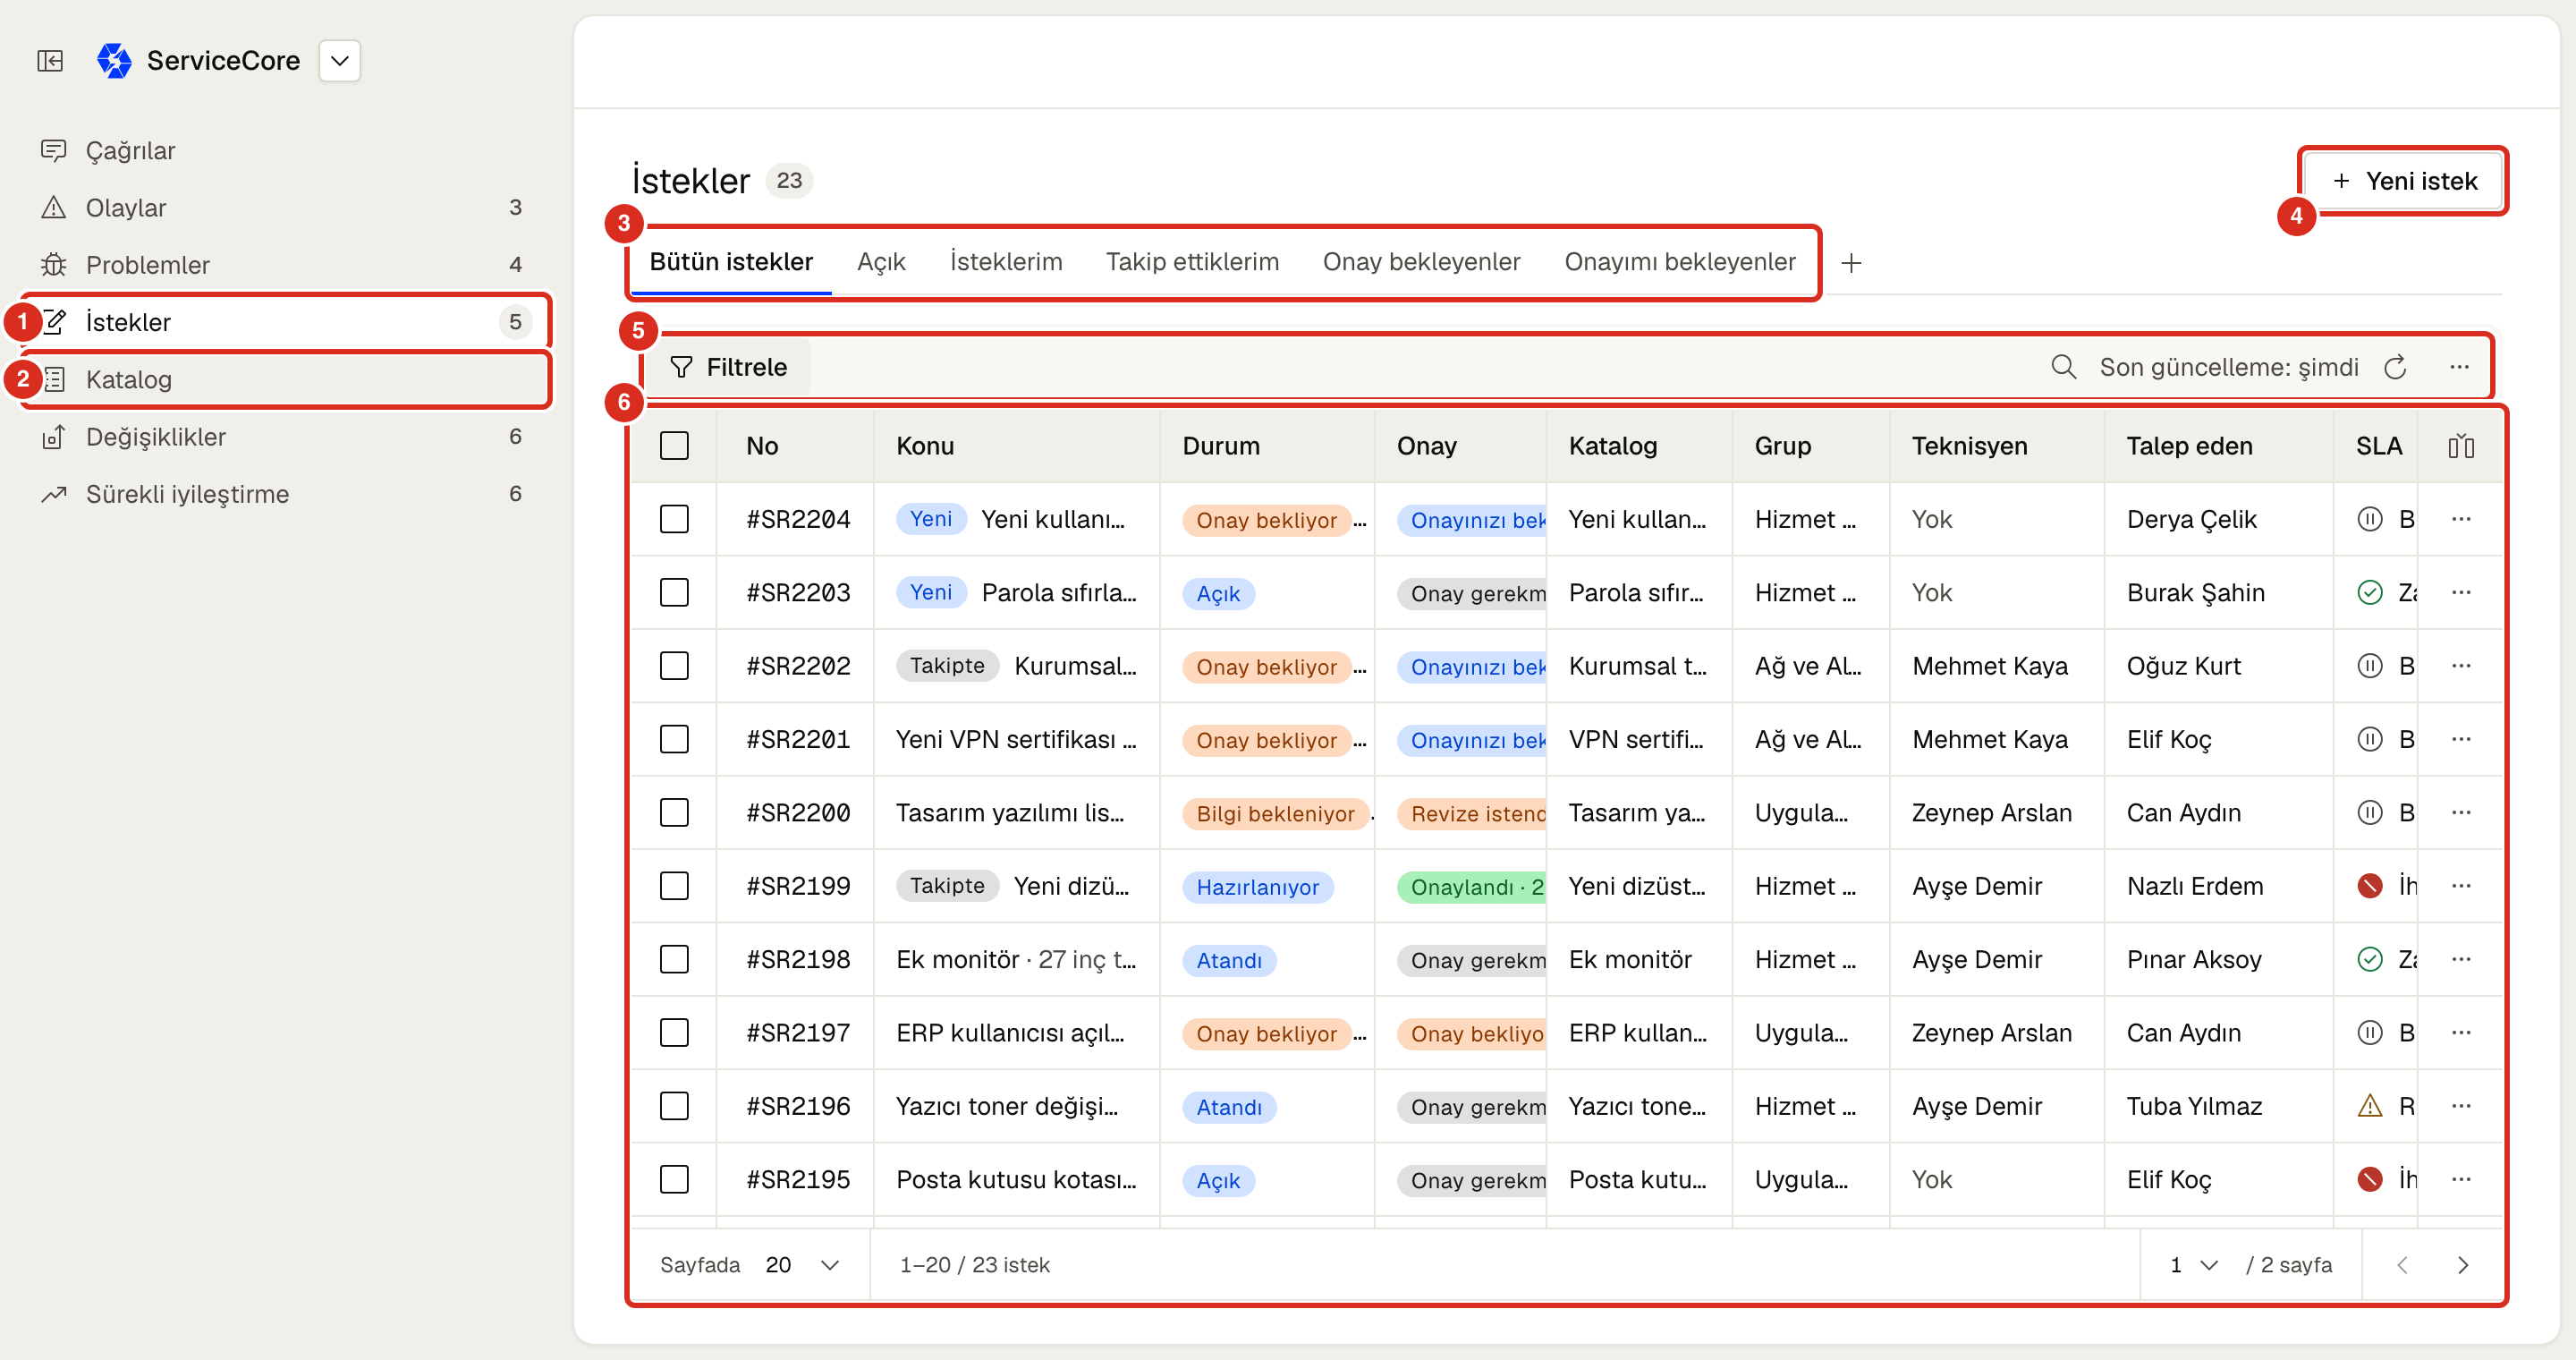 ServiceCore
Çağrılar
Olaylar 3
Problemler 4
1 İstekler 5
2 Katalog
Değişiklikler 6
Sürekli iyileştirme 6
İstekler 23
+ Yeni istek
4
3
Bütün istekler Açık İsteklerim Takip ettiklerim Onay bekleyenler Onayımı bekleyenler +
5
Filtrele Son güncelleme: şimdi ...
6
No Konu Durum Onay Katalog Grup Teknisyen Talep eden SLA
#SR2204 Yeni Yeni kullanı... Onay bekliyor... Onayınızı bek Yeni kullan... Hizmet ... Yok Derya Çelik B ...
#SR2203 Yeni Parola sıfırla... Açık Onay gerekm Parola sıfır... Hizmet ... Yok Burak Şahin Za ...
#SR2202 Takipte Kurumsal... Onay bekliyor... Onayınızı bek Kurumsal t... Ağ ve Al... Mehmet Kaya Oğuz Kurt B ...
#SR2201 Yeni VPN sertifikası ... Onay bekliyor... Onayınızı bek VPN sertifi... Ağ ve Al... Mehmet Kaya Elif Koç B ...
#SR2200 Tasarım yazılımı lis... Bilgi bekleniyor. Revize istend Tasarım ya... Uygula... Zeynep Arslan Can Aydın B ...
#SR2199 Takipte Yeni dizü... Hazırlanıyor Onaylandı · 2 Yeni dizüst... Hizmet ... Ayşe Demir Nazlı Erdem İh ...
#SR2198 Ek monitör · 27 inç t... Atandı Onay gerekm Ek monitör Hizmet ... Ayşe Demir Pınar Aksoy Za ...
#SR2197 ERP kullanıcısı açıl... Onay bekliyor... Onay bekliyo ERP kullan... Uygula... Zeynep Arslan Can Aydın B ...
#SR2196 Yazıcı toner değişi... Atandı Onay gerekm Yazıcı tone... Hizmet ... Ayşe Demir Tuba Yılmaz R ...
#SR2195 Posta kutusu kotası... Açık Onay gerekm Posta kutu... Uygula... Yok Elif Koç İh ...
Sayfada 20 1–20 / 23 istek 1 / 2 sayfa